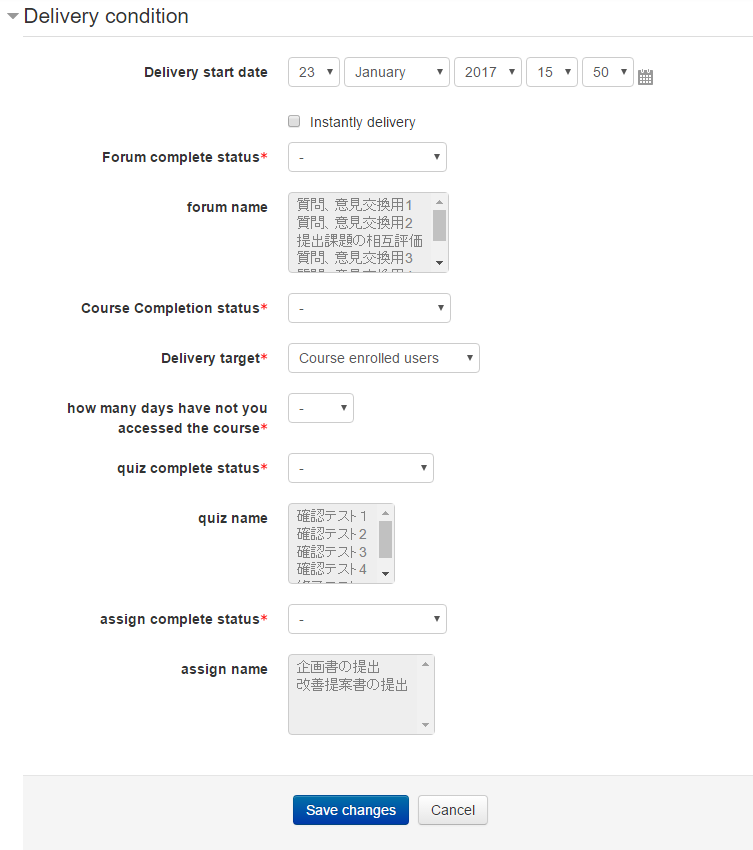 Delivery condition
Delivery start date 23 January 2017 15 50
Instantly delivery
Forum complete status* -
forum name
質問、意見交換用1
質問、意見交換用2
提出課題の相互評価
質問、意見交換用3
Course Completion status* -
Delivery target* Course enrolled users
how many days have not you
accessed the course* -
quiz complete status* -
quiz name
確認テスト1
確認テスト2
確認テスト3
確認テスト4
assign complete status* -
assign name
企画書の提出
改善提案書の提出
Save changes Cancel